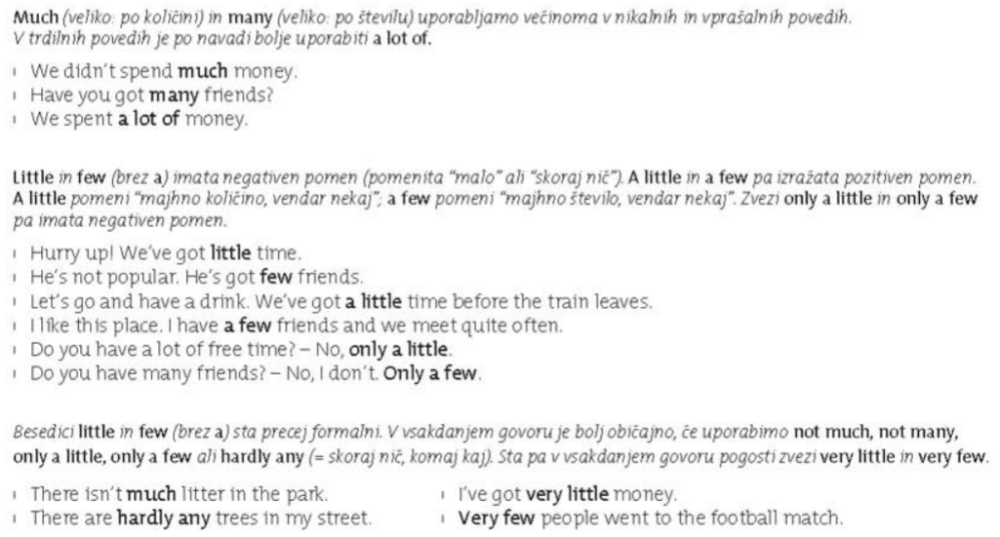 Much (veliko: po količini) in many (veliko: po številu) uporabljamo večinoma v nikalnih in vprašalnih povedih.
V trdilnih povedih je po navadi bolje uporabiti a lot of.
We didn't spend much money.
Have you got many friends?
We spent a lot of money.
Little in few (brez a) imata negativen pomen (pomenita "malo" ali "skoraj nič"). A little in a few pa izražata pozitiven pomen.
A little pomeni "majhno količino, vendar nekaj"; a few pomeni "majhno število, vendar nekaj". Zvezi only a little in only a few
pa imata negativen pomen.
Hurry up! We've got little time.
He's not popular. He's got few friends.
Let's go and have a drink. We've got a little time before the train leaves.
I like this place. I have a few friends and we meet quite often.
Do you have a lot of free time? – No, only a little.
Do you have many friends? – No, I don't. Only a few.
Besedici little in few (brez a) sta precej formalni. V vsakdanjem govoru je bolj običajno, če uporabimo not much, not many,
only a little, only a few ali hardly any (= skoraj nič, komaj kaj). Sta pa v vsakdanjem govoru pogosti zvezi very little in very few.
There isn't much litter in the park.
There are hardly any trees in my street.
I've got very little money.
Very few people went to the football match.